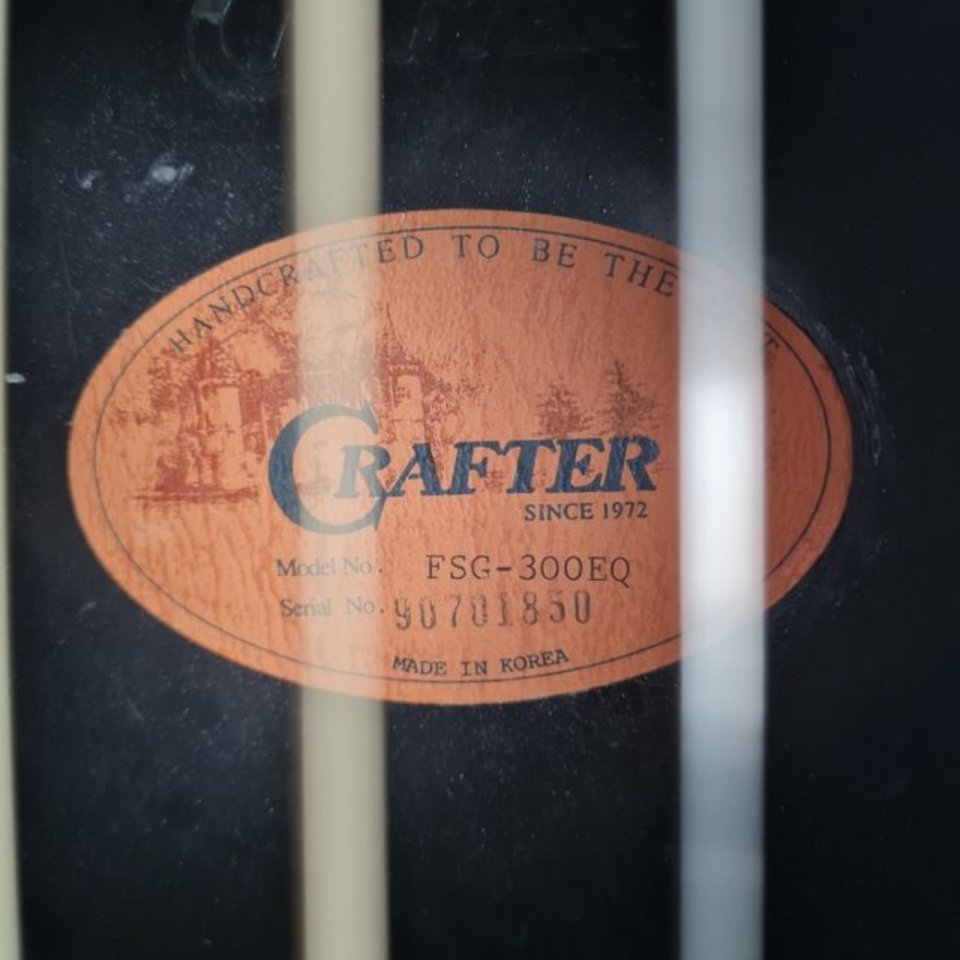 HANDCRAFTED TO BE THE
CRAFTER
SINCE 1972
Model No. FSG-300EQ
Serial No. 90701850
MADE IN KOREA